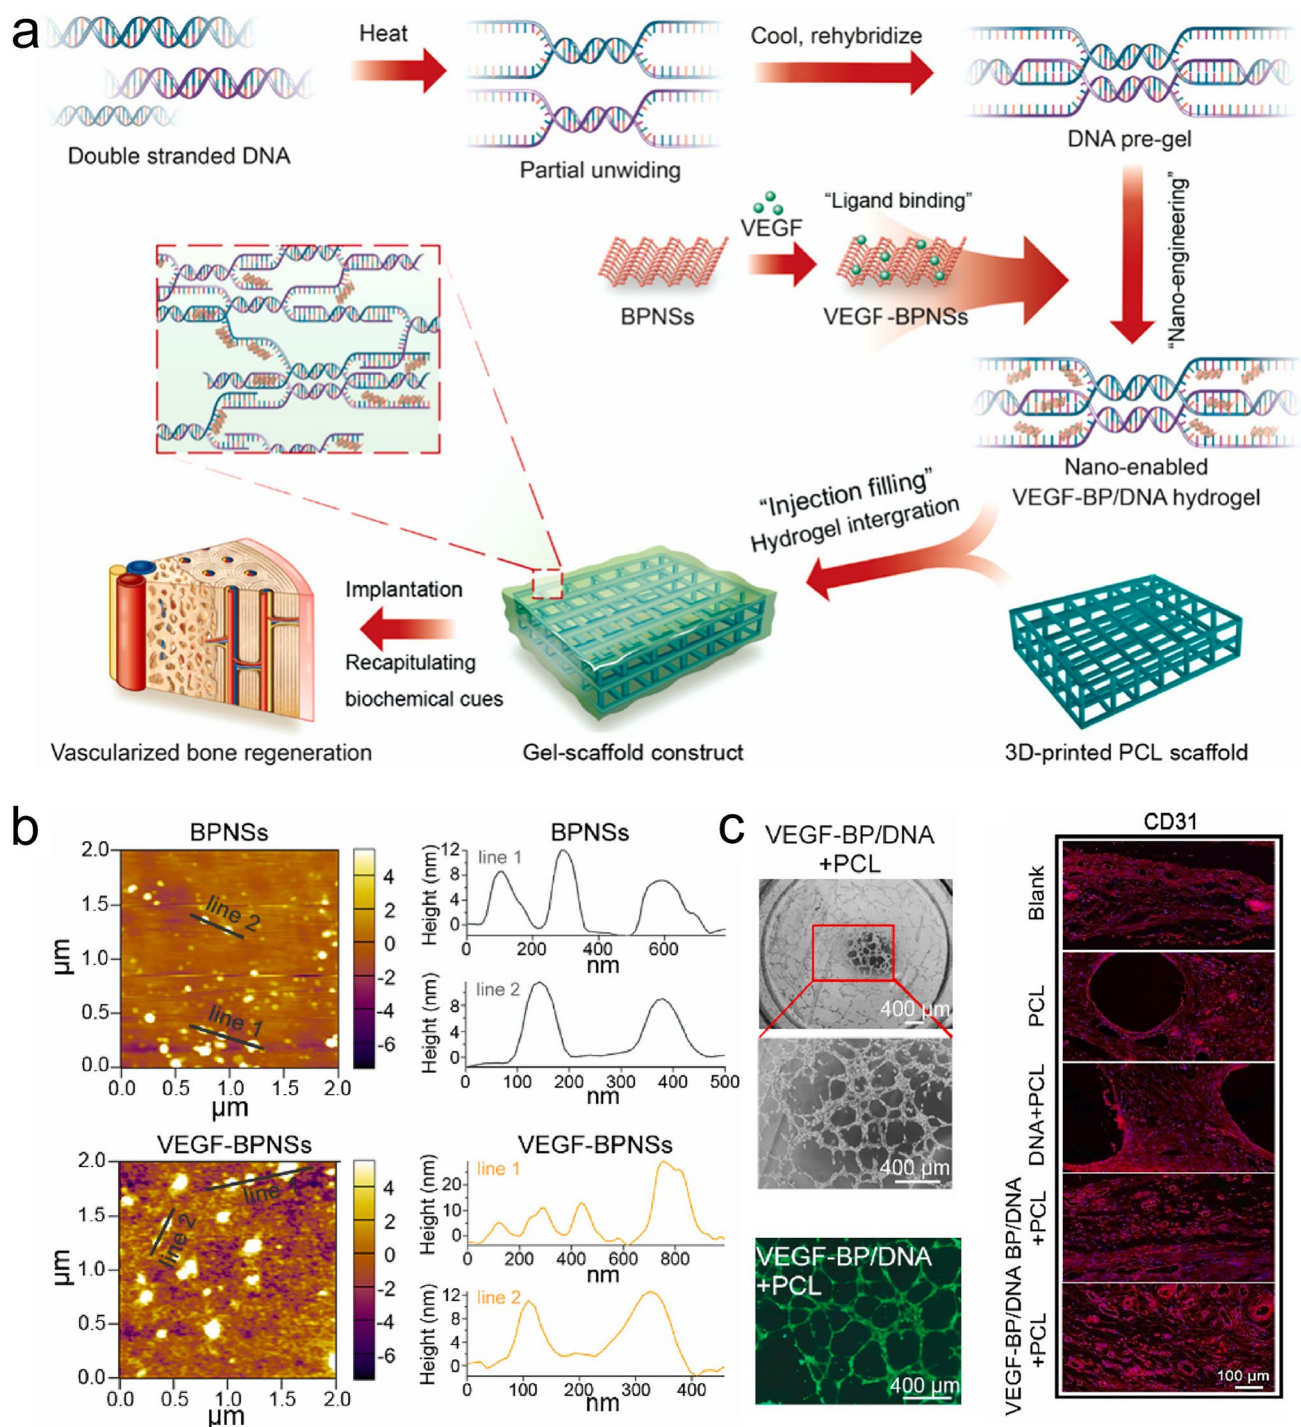 a
Heat
Cool, rehybridize
Double stranded DNA
Partial unwiding
DNA pre-gel
VEGF
“Ligand binding”
“Nano-engineering”
BPNSs
VEGF-BPNSs
Nano-enabled
VEGF-BP/DNA hydrogel
“Injection filling”
Hydrogel intergration
Implantation
Recapitulating
biochemical cues
Vascularized bone regeneration
Gel-scaffold construct
3D-printed PCL scaffold
b
BPNSs
2.0
1.5
1.0
0.5
0.0
µm
line 2
line 1
0.0 0.5 1.0 1.5 2.0
µm
4
2
0
-2
-4
-6
BPNSs
Height (nm)
12
8
4
0
line 1
0 200 400 600
nm
Height (nm)
8
4
0
line 2
0 100 200 300 400 500
nm
VEGF-BPNSs
2.0
1.5
1.0
0.5
0.0
µm
line
line 2
0.0 0.5 1.0 1.5 2.0
µm
4
2
0
-2
-4
-6
VEGF-BPNSs
Height (nm)
20
10
0
line 1
0 200 400 600 800
nm
Height (nm)
12
8
4
0
line 2
0 100 200 300 400
nm
c
VEGF-BP/DNA
+PCL
400 µm
400 µm
VEGF-BP/DNA
+PCL
400 µm
CD31
Blank
PCL
DNA+PCL
BP/DNA
+PCL
VEGF-BP/DNA
+PCL
100 µm